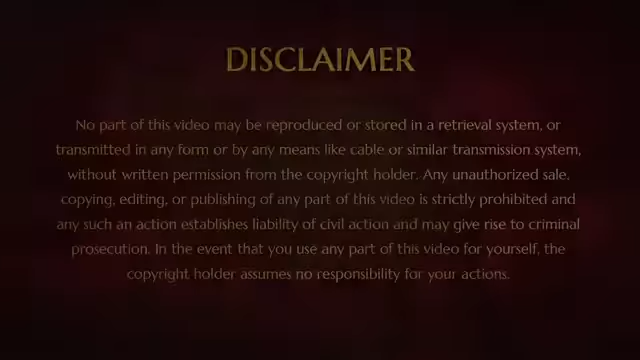 DISCLAIMER
No part of this video may be reproduced or stored in a retrieval system, or
transmitted in any form or by any means like cable or similar transmission system,
without written permission from the copyright holder. Any unauthorized sale,
copying, editing, or publishing of any part of this video is strictly prohibited and
any such an action establishes liability of civil action and may give rise to criminal
prosecution. In the event that you use any part of this video for yourself, the
copyright holder assumes no responsibility for your actions.